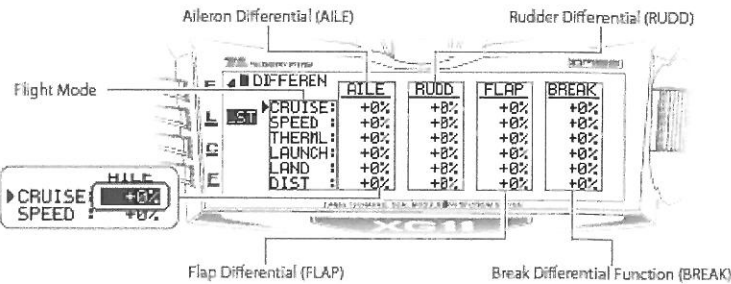 Aileron Differential (AILE)
Rudder Differential (RUDD)
Flight Mode
DIFFEREN
AILE RUDD FLAP BREAK
LST
CRUISE: +0% +0% +0% +0%
SPEED : +0% +0% +0% +0%
THERML: +0% +0% +0% +0%
LAUNCH: +0% +0% +0% +0%
LAND : +0% +0% +0% +0%
DIST : +0% +0% +0% +0%
E
L
C
E
AILE
CRUISE: +0%
SPEED : +0%
XG11
Flap Differential (FLAP)
Break Differential Function (BREAK)